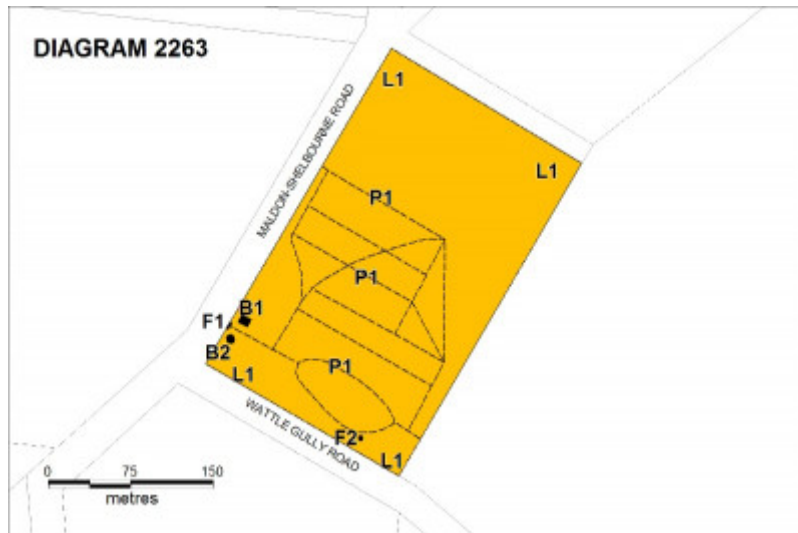 DIAGRAM 2263
L1
MALDON-SHELBOURNE ROAD
L1
P1
P1
B1
F1
B2
P1
L1
WATTLE GULLY ROAD
F2
L1
0 75 150
metres